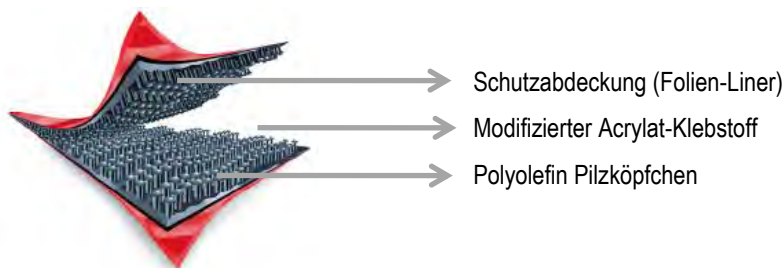 Schutzabdeckung (Folien-Liner)
Modifizierter Acrylat-Klebstoff
Polyolefin Pilzköpfchen